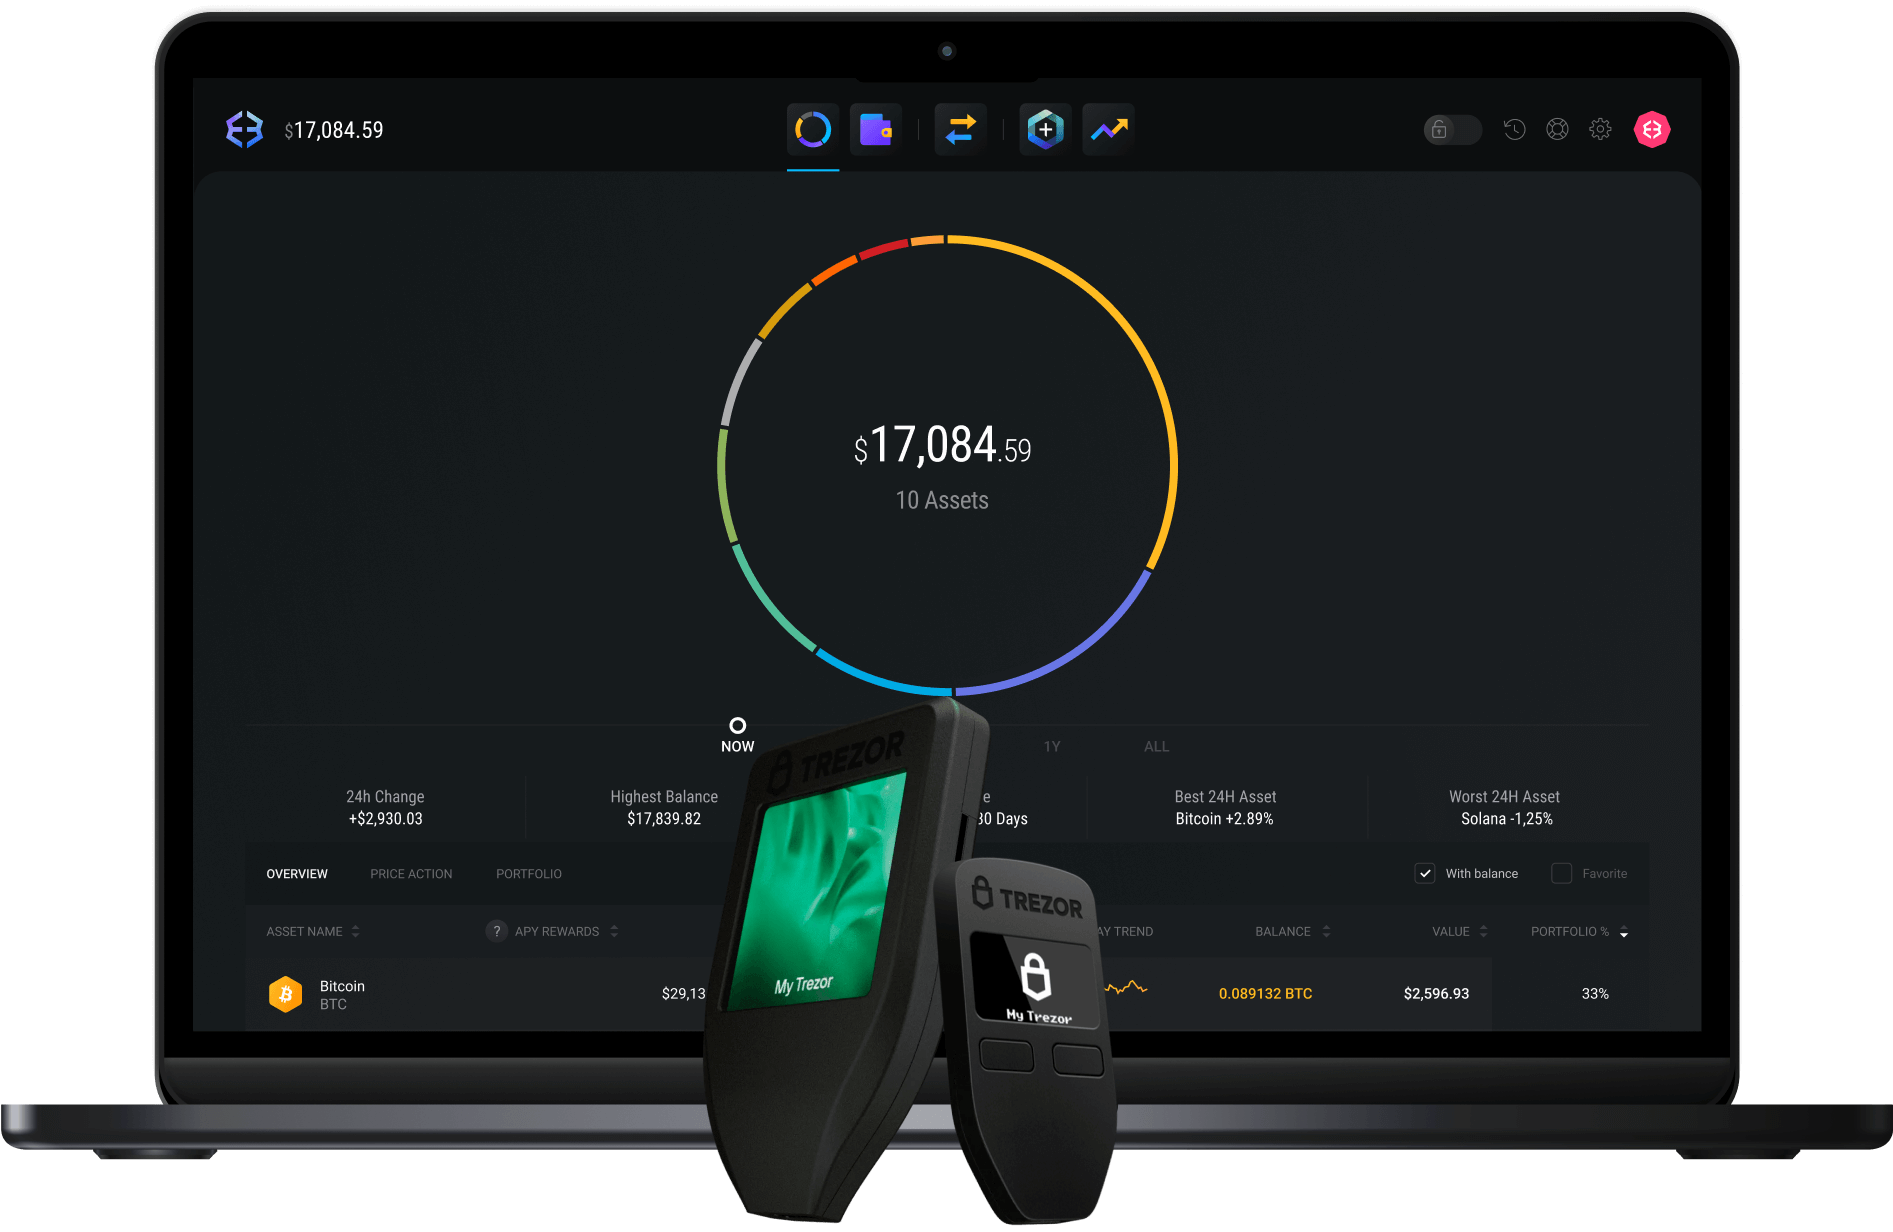 $17,084.59
$17,084.59
10 Assets
NOW
1Y
ALL
24h Change
+$2,930.03
Highest Balance
$17,839.82
Days
Best 24H Asset
Bitcoin +2.89%
Worst 24H Asset
Solana -1,25%
OVERVIEW
PRICE ACTION
PORTFOLIO
With balance
Favorite
ASSET NAME
? APY REWARDS
TREND
BALANCE
VALUE
PORTFOLIO %
Bitcoin
BTC
$29,13
0.089132 BTC
$2,596.93
33%
TREZOR
My Trezor
TREZOR
My Trezor